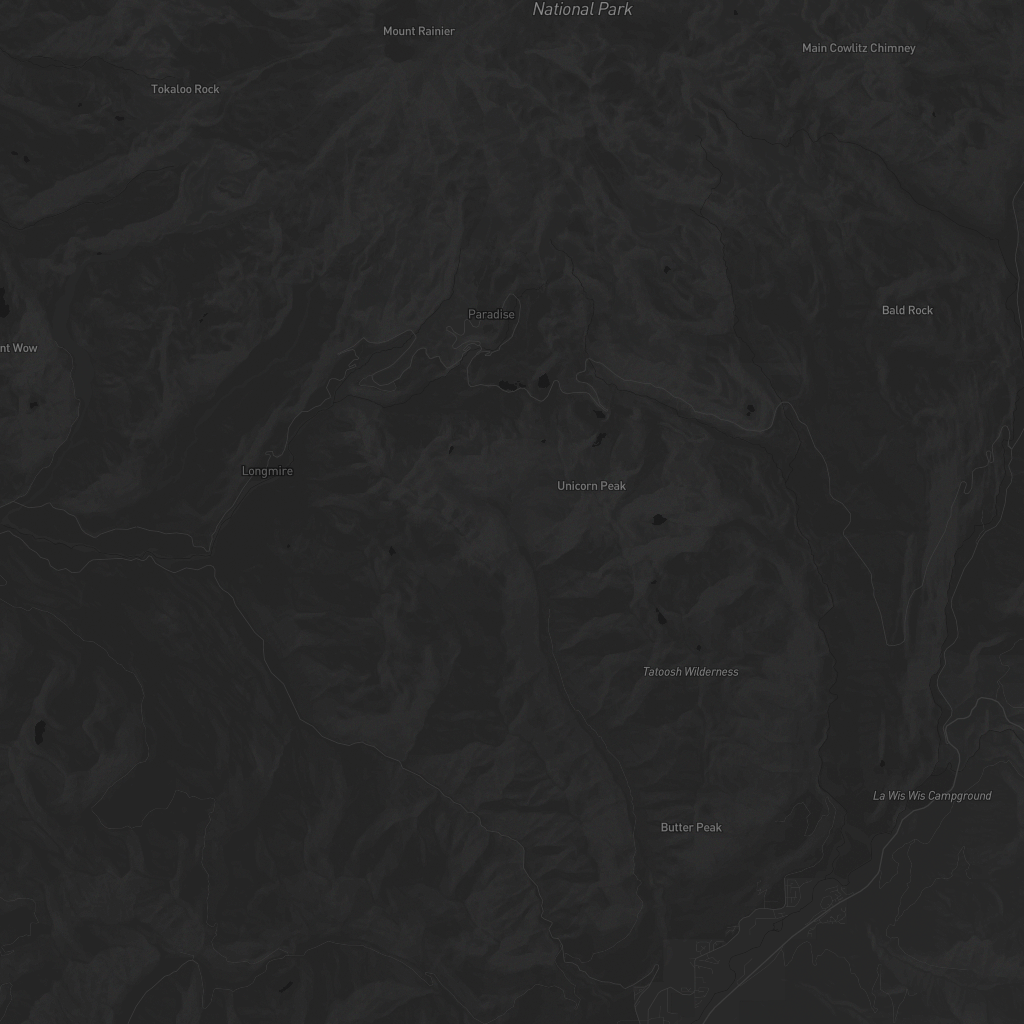 National Park
Mount Rainier
Main Cowlitz Chimney
Tokaloo Rock
Bald Rock
Paradise
nt Wow
Longmire
Unicorn Peak
Tatoosh Wilderness
La Wis Wis Campground
Butter Peak